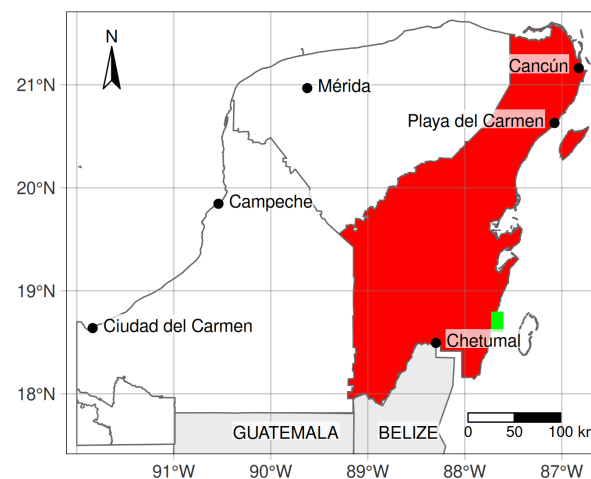 N
21°N
20°N
19°N
18°N
Cancún
Mérida
Playa del Carmen
Campeche
Ciudad del Carmen
Chetumal
GUATEMALA
BELIZE
0 50 100 km
91°W 90°W 89°W 88°W 87°W